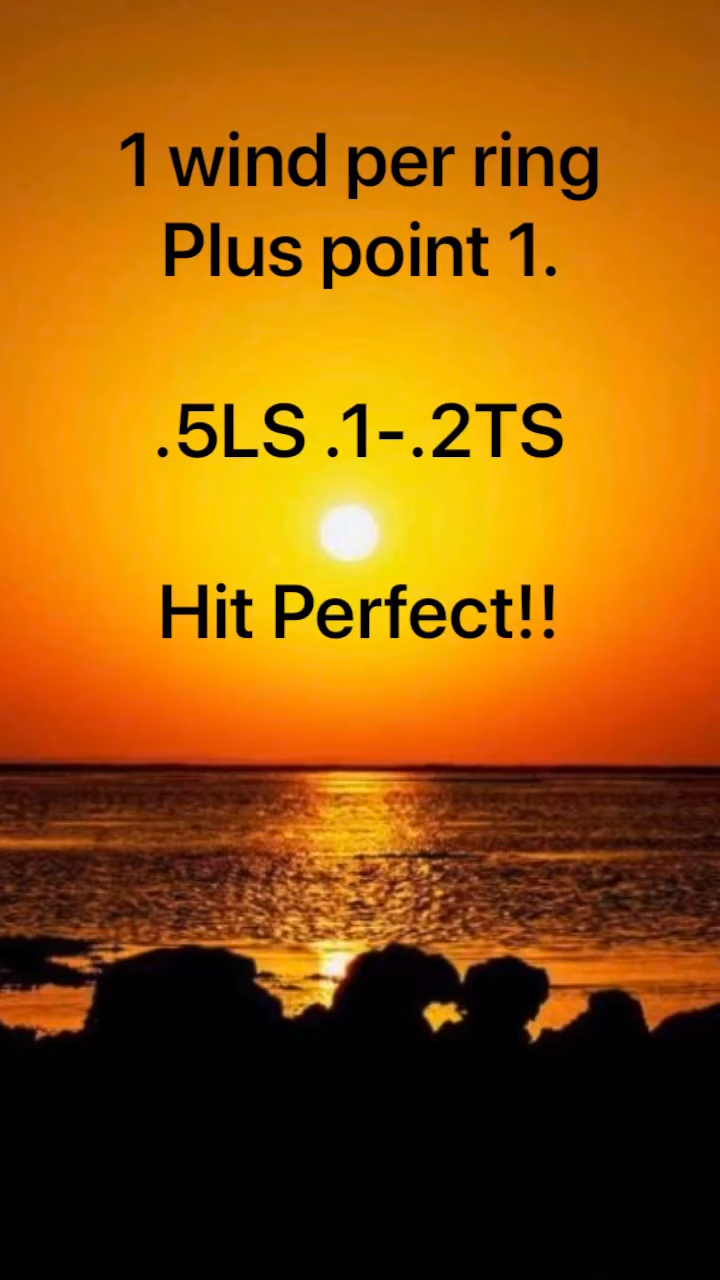 1 wind per ring
Plus point 1.
.5LS .1-.2TS
Hit Perfect!!